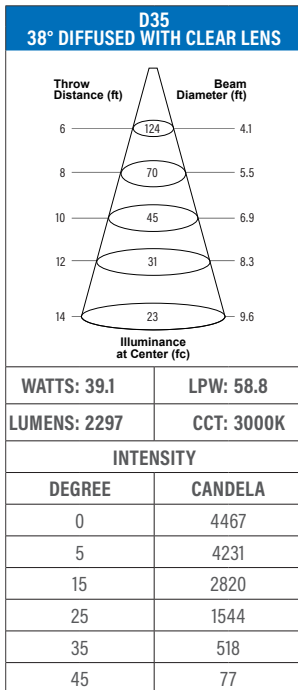 D35
38° DIFFUSED WITH CLEAR LENS
Throw Distance (ft)
Beam Diameter (ft)
6 124 4.1
8 70 5.5
10 45 6.9
12 31 8.3
14 23 9.6
Illuminance
at Center (fc)
WATTS: 39.1 LPW: 58.8
LUMENS: 2297 CCT: 3000K
INTENSITY
DEGREE CANDELA
0 4467
5 4231
15 2820
25 1544
35 518
45 77